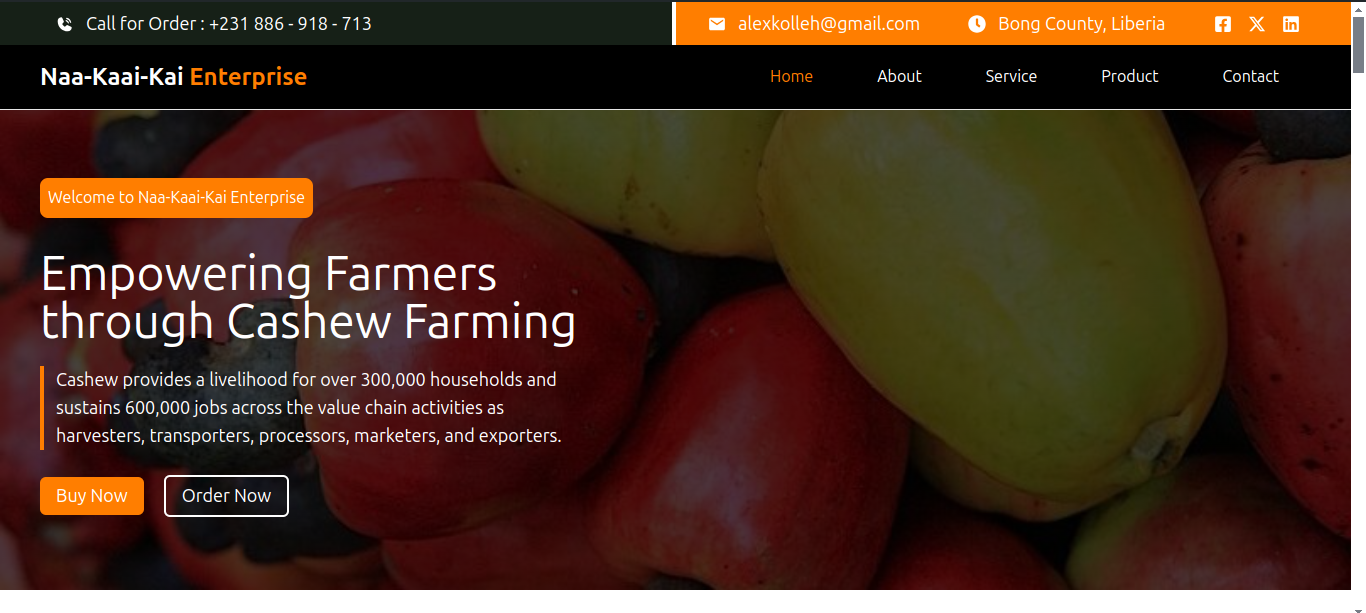 Call for Order : +231 886 - 918 - 713
alexkolleh@gmail.com
Bong County, Liberia
Naa-Kaai-Kai Enterprise
Home
About
Service
Product
Contact
Welcome to Naa-Kaai-Kai Enterprise
Empowering Farmers
through Cashew Farming
Cashew provides a livelihood for over 300,000 households and
sustains 600,000 jobs across the value chain activities as
harvesters, transporters, processors, marketers, and exporters.
Buy Now
Order Now